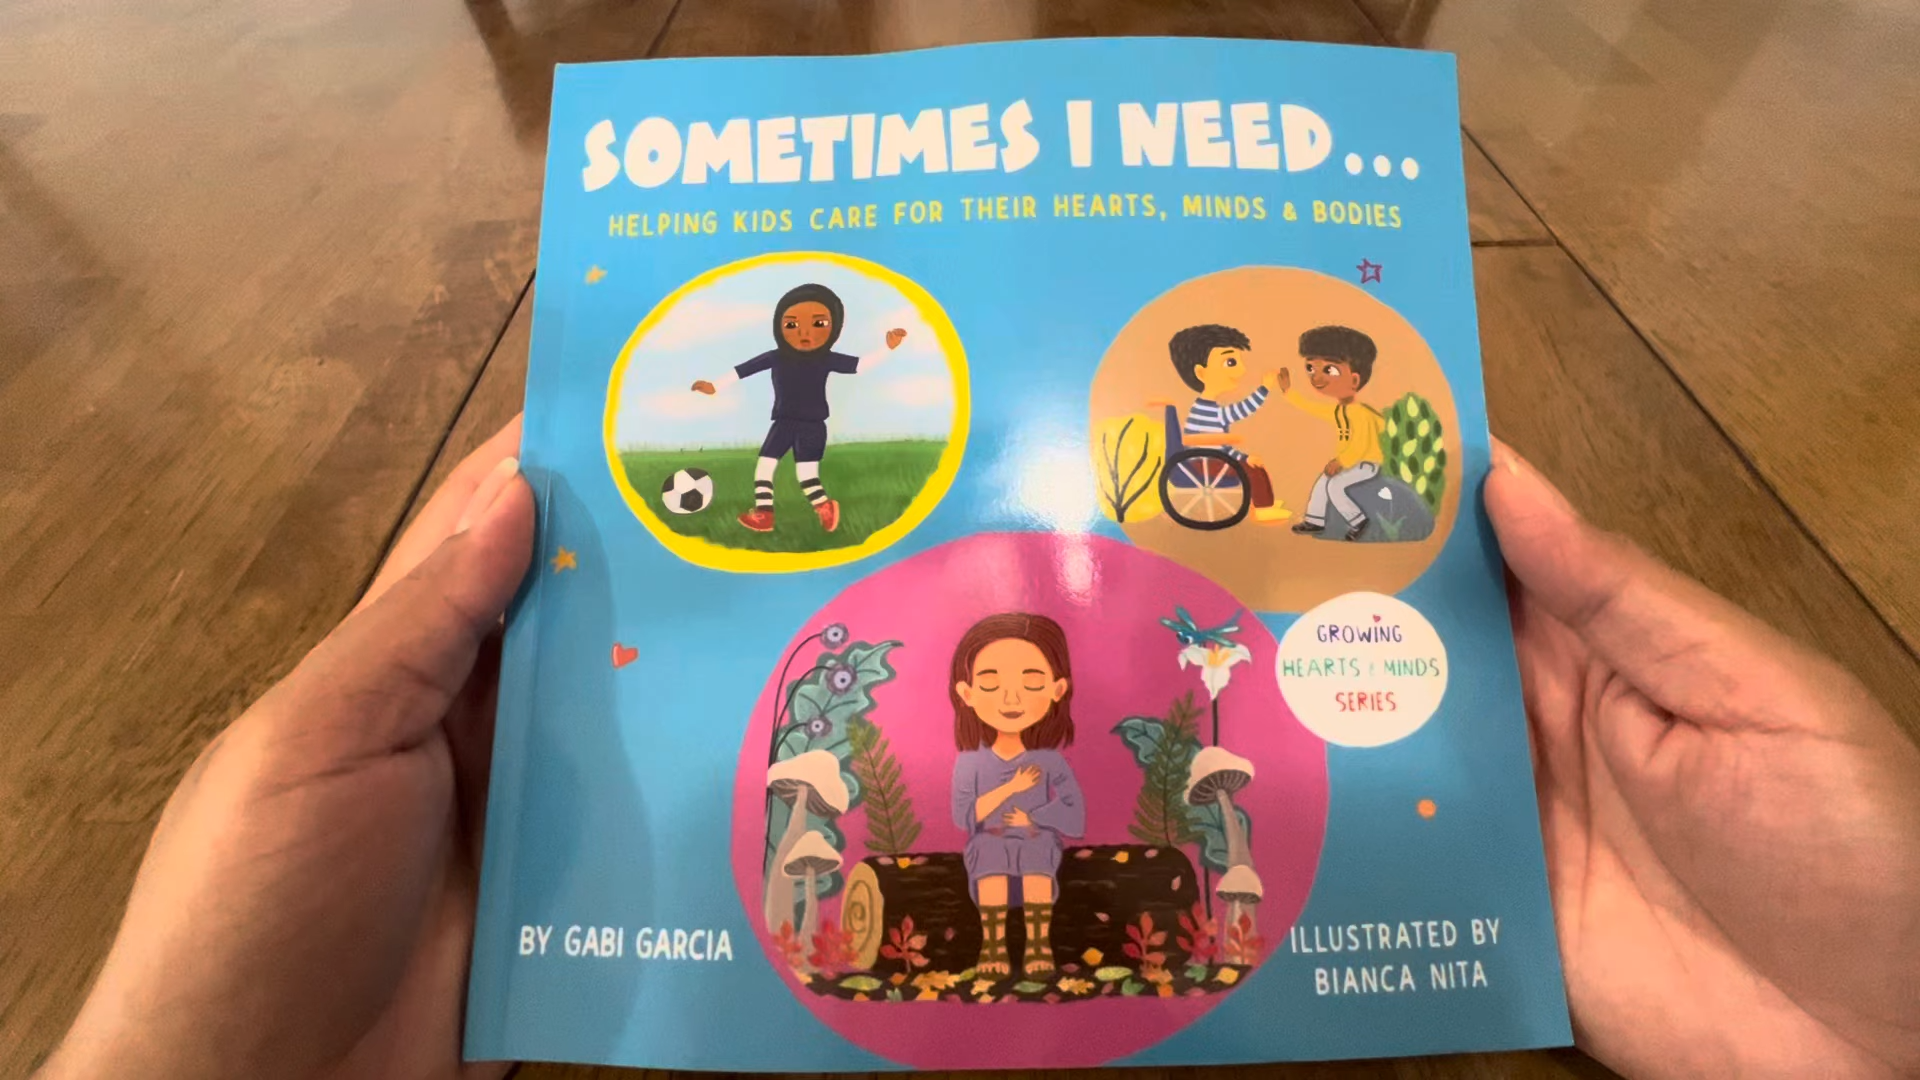 SOMETIMES I NEED...
HELPING KIDS CARE FOR THEIR HEARTS, MINDS & BODIES
GROWING
HEARTS & MINDS
SERIES
BY GABI GARCIA
ILLUSTRATED BY
BIANCA NITA